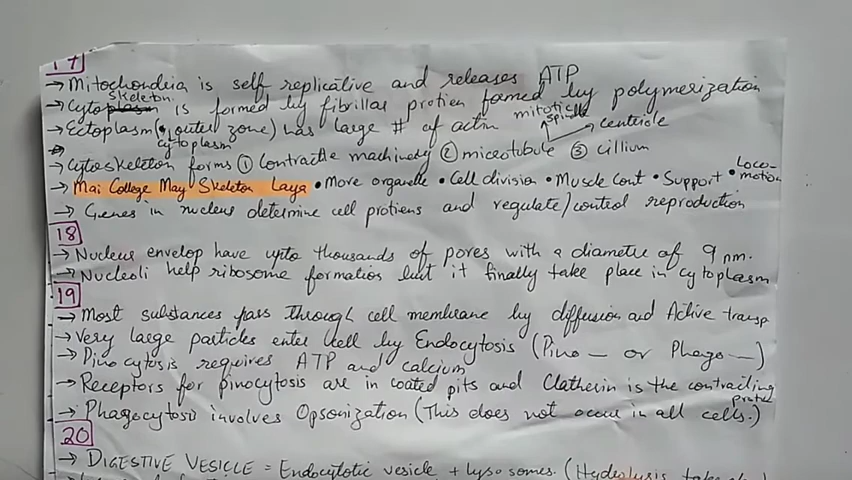 17
→ Mitochondria is self replicative and releases ATP
→ Cytoskeleton is formed by fibrillar protien formed by polymerization
→ Ectoplasm (outer zone) has large # of actin mitotic spindle centriole
cytoplasm
→ Cytoskeleton forms ① Contractile machinery ② microtubule ③ cillium
→ Mai College May Skeleton Laya • More organelle • Cell division • Muscle Cont • Support • Locomotion
→ Genes in nucleus determine cell protiens and regulate/control reproduction
18
→ Nucleus envelop have upto thousands of pores with a diameter of 9 nm.
→ Nucleoli help ribosome formation but it finally take place in cytoplasm
19
→ Most substances pass through cell membrane by diffusion and Active transp
→ Very large particles enter cell by Endocytosis (Pino— or Phago—)
→ Pinocytosis requires ATP and calcium
→ Receptors for pinocytosis are in coated pits and Clatherin is the contracting protei
→ Phagocytosis involves Opsonization (This does not occur in all cells.)
20
→ DIGESTIVE VESICLE = Endocytotic vesicle + lysosomes. (Hydrolysis take